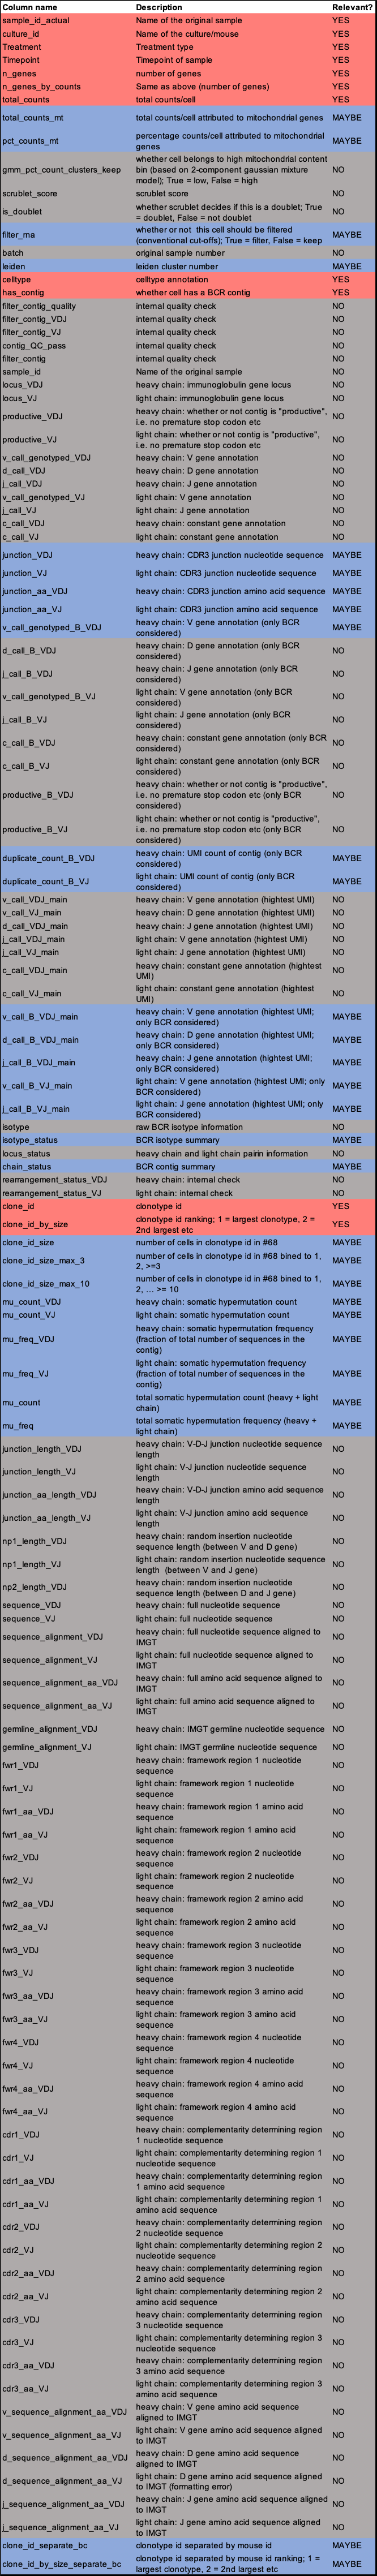 Column name Description Relevant?
sample_id_actual Name of the original sample YES
culture_id Name of the culture/mouse YES
Treatment Treatment type YES
Timepoint Timepoint of sample YES
n_genes number of genes YES
n_genes_by_counts Same as above (number of genes) YES
total_counts total counts/cell YES
total_counts_mt total counts/cell attributed to mitochondrial genes MAYBE
pct_counts_mt percentage counts/cell attributed to mitochondrial
genes MAYBE
gmm_pct_count_clusters_keep whether cell belongs to high mitochondrial content
bin (based on 2-component gaussian mixture
model); True = low, False = high NO
scrublet_score scrublet score NO
is_doublet whether scrublet decides if this is a doublet; True
= doublet, False = not doublet NO
filter_rna whether or not this cell should be filtered
(conventional cut-offs); True = filter, False = keep MAYBE
batch original sample number NO
leiden leiden cluster number MAYBE
celltype celltype annotation YES
has_contig whether cell has a BCR contig YES
filter_contig_quality internal quality check NO
filter_contig_VDJ internal quality check NO
filter_contig_VJ internal quality check NO
contig_QC_pass internal quality check NO
filter_contig internal quality check NO
sample_id Name of the original sample NO
locus_VDJ heavy chain: immunoglobulin gene locus NO
locus_VJ light chain: immunoglobulin gene locus NO
productive_VDJ heavy chain: whether or not contig is "productive",
i.e. no premature stop codon etc NO
productive_VJ light chain: whether or not contig is "productive",
i.e. no premature stop codon etc NO
v_call_genotyped_VDJ heavy chain: V gene annotation NO
d_call_VDJ heavy chain: D gene annotation NO
j_call_VDJ heavy chain: J gene annotation NO
v_call_genotyped_VJ light chain: V gene annotation NO
j_call_VJ light chain: J gene annotation NO
c_call_VDJ heavy chain: constant gene annotation NO
c_call_VJ light chain: constant gene annotation NO
junction_VDJ heavy chain: CDR3 junction nucleotide sequence MAYBE
junction_VJ light chain: CDR3 junction nucleotide sequence MAYBE
junction_aa_VDJ heavy chain: CDR3 junction amino acid sequence MAYBE
junction_aa_VJ light chain: CDR3 junction amino acid sequence MAYBE
v_call_genotyped_B_VDJ heavy chain: V gene annotation (only BCR
considered) MAYBE
d_call_B_VDJ heavy chain: D gene annotation (only BCR
considered) NO
j_call_B_VDJ heavy chain: J gene annotation (only BCR
considered) NO
v_call_genotyped_B_VJ light chain: V gene annotation (only BCR
considered) NO
j_call_B_VJ light chain: J gene annotation (only BCR
considered) NO
c_call_B_VDJ heavy chain: constant gene annotation (only BCR
considered) NO
c_call_B_VJ light chain: constant gene annotation (only BCR
considered) NO
productive_B_VDJ heavy chain: whether or not contig is "productive",
i.e. no premature stop codon etc (only BCR
considered) NO
productive_B_VJ light chain: whether or not contig is "productive",
i.e. no premature stop codon etc (only BCR
considered) NO
duplicate_count_B_VDJ heavy chain: UMI count of contig (only BCR
considered) MAYBE
duplicate_count_B_VJ light chain: UMI count of contig (only BCR
considered) MAYBE
v_call_VDJ_main heavy chain: V gene annotation (hightest UMI) NO
v_call_VJ_main heavy chain: D gene annotation (hightest UMI) NO
d_call_VDJ_main heavy chain: J gene annotation (hightest UMI) NO
j_call_VDJ_main light chain: V gene annotation (hightest UMI) NO
j_call_VJ_main light chain: J gene annotation (hightest UMI) NO
c_call_VDJ_main heavy chain: constant gene annotation (hightest
UMI) NO
c_call_VJ_main light chain: constant gene annotation (hightest
UMI) NO
v_call_B_VDJ_main heavy chain: V gene annotation (hightest UMI;
only BCR considered) MAYBE
d_call_B_VDJ_main heavy chain: D gene annotation (hightest UMI;
only BCR considered) MAYBE
j_call_B_VDJ_main heavy chain: J gene annotation (hightest UMI;
only BCR considered) MAYBE
v_call_B_VJ_main light chain: V gene annotation (hightest UMI; only
BCR considered) MAYBE
j_call_B_VJ_main light chain: J gene annotation (hightest UMI; only
BCR considered) MAYBE
isotype raw BCR isotype information NO
isotype_status BCR isotype summary MAYBE
locus_status heavy chain and light chain pairin information NO
chain_status BCR contig summary MAYBE
rearrangement_status_VDJ heavy chain: internal check NO
rearrangement_status_VJ light chain: internal check NO
clone_id clonotype id YES
clone_id_by_size clonotype id ranking; 1 = largest clonotype, 2 =
2nd largest etc YES
clone_id_size number of cells in clonotype id in #68 MAYBE
clone_id_size_max_3 number of cells in clonotype id in #68 bined to 1,
2, >=3 MAYBE
clone_id_size_max_10 number of cells in clonotype id in #68 bined to 1,
2, ... >= 10 MAYBE
mu_count_VDJ heavy chain: somatic hypermutation count MAYBE
mu_count_VJ light chain: somatic hypermutation count MAYBE
mu_freq_VDJ heavy chain: somatic hypermutation frequency
(fraction of total number of sequences in the
contig) MAYBE
mu_freq_VJ light chain: somatic hypermutation frequency
(fraction of total number of sequences in the
contig) MAYBE
mu_count total somatic hypermutation count (heavy + light
chain) MAYBE
mu_freq total somatic hypermutation frequency (heavy +
light chain) MAYBE
junction_length_VDJ heavy chain: V-D-J junction nucleotide sequence
length NO
junction_length_VJ light chain: V-J junction nucleotide sequence
length NO
junction_aa_length_VDJ heavy chain: V-D-J junction amino acid sequence
length NO
junction_aa_length_VJ light chain: V-J junction amino acid sequence
length NO
np1_length_VDJ heavy chain: random insertion nucleotide
sequence length (between V and D gene) NO
np1_length_VJ light chain: random insertion nucleotide sequence
length (between V and J gene) NO
np2_length_VDJ heavy chain: random insertion nucleotide
sequence length (between D and J gene) NO
sequence_VDJ heavy chain: full nucleotide sequence NO
sequence_VJ light chain: full nucleotide sequence NO
sequence_alignment_VDJ heavy chain: full nucleotide sequence aligned to
IMGT NO
sequence_alignment_VJ light chain: full nucleotide sequence aligned to
IMGT NO
sequence_alignment_aa_VDJ heavy chain: full amino acid sequence aligned to
IMGT NO
sequence_alignment_aa_VJ light chain: full amino acid sequence aligned to
IMGT NO
germline_alignment_VDJ heavy chain: IMGT germline nucleotide sequence NO
germline_alignment_VJ light chain: IMGT germline nucleotide sequence NO
fwr1_VDJ heavy chain: framework region 1 nucleotide
sequence NO
fwr1_VJ light chain: framework region 1 nucleotide
sequence NO
fwr1_aa_VDJ heavy chain: framework region 1 amino acid
sequence NO
fwr1_aa_VJ light chain: framework region 1 amino acid
sequence NO
fwr2_VDJ heavy chain: framework region 2 nucleotide
sequence NO
fwr2_VJ light chain: framework region 2 nucleotide
sequence NO
fwr2_aa_VDJ heavy chain: framework region 2 amino acid
sequence NO
fwr2_aa_VJ light chain: framework region 2 amino acid
sequence NO
fwr3_VDJ heavy chain: framework region 3 nucleotide
sequence NO
fwr3_VJ light chain: framework region 3 nucleotide
sequence NO
fwr3_aa_VDJ heavy chain: framework region 3 amino acid
sequence NO
fwr3_aa_VJ light chain: framework region 3 amino acid
sequence NO
fwr4_VDJ heavy chain: framework region 4 nucleotide
sequence NO
fwr4_VJ light chain: framework region 4 nucleotide
sequence NO
fwr4_aa_VDJ heavy chain: framework region 4 amino acid
sequence NO
fwr4_aa_VJ light chain: framework region 4 amino acid
sequence NO
cdr1_VDJ heavy chain: complementarity determining region
1 nucleotide sequence NO
cdr1_VJ light chain: complementarity determining region 1
nucleotide sequence NO
cdr1_aa_VDJ heavy chain: complementarity determining region
1 amino acid sequence NO
cdr1_aa_VJ light chain: complementarity determining region 1
amino acid sequence NO
cdr2_VDJ heavy chain: complementarity determining region
2 nucleotide sequence NO
cdr2_VJ light chain: complementarity determining region 2
nucleotide sequence NO
cdr2_aa_VDJ heavy chain: complementarity determining region
2 amino acid sequence NO
cdr2_aa_VJ light chain: complementarity determining region 2
amino acid sequence NO
cdr3_VDJ heavy chain: complementarity determining region
3 nucleotide sequence NO
cdr3_VJ light chain: complementarity determining region 3
nucleotide sequence NO
cdr3_aa_VDJ heavy chain: complementarity determining region
3 amino acid sequence NO
cdr3_aa_VJ light chain: complementarity determining region 3
amino acid sequence NO
v_sequence_alignment_aa_VDJ heavy chain: V gene amino acid sequence
aligned to IMGT NO
v_sequence_alignment_aa_VJ light chain: V gene amino acid sequence aligned
to IMGT NO
d_sequence_alignment_aa_VDJ heavy chain: D gene amino acid sequence
aligned to IMGT NO
d_sequence_alignment_aa_VJ light chain: D gene amino acid sequence aligned
to IMGT (formatting error) NO
j_sequence_alignment_aa_VDJ heavy chain: J gene amino acid sequence
aligned to IMGT NO
j_sequence_alignment_aa_VJ light chain: J gene amino acid sequence aligned
to IMGT NO
clone_id_separate_bc clonotype id separated by mouse id MAYBE
clone_id_by_size_separate_bc clonotype id separated by mouse id ranking; 1 =
largest clonotype, 2 = 2nd largest etc MAYBE